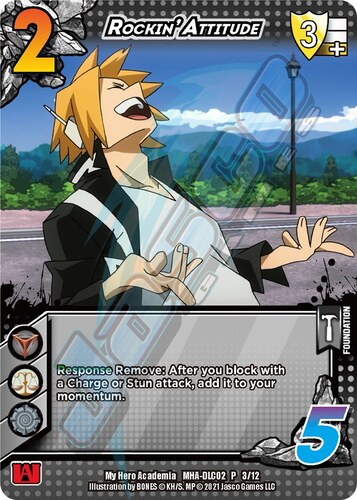 2
ROCKIN' ATTITUDE
3
+
FOUNDATION
Response Remove: After you block with
a Charge or Stun attack, add it to your
momentum.
5
UA
My Hero Academia MHA-DLC02 P 3/12
Illustration by BONES © KH/S. MP © 2021 Jasco Games LLC